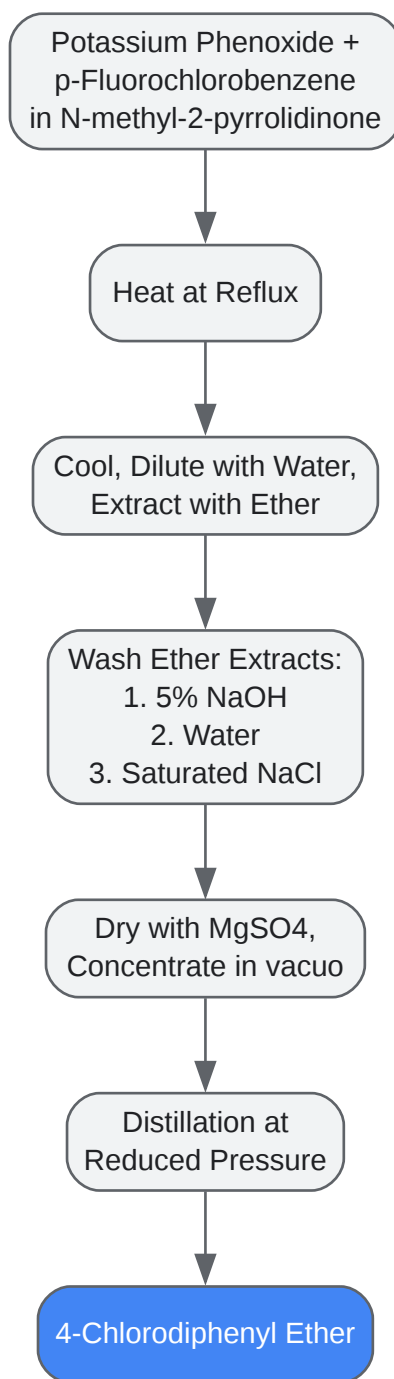 Potassium Phenoxide +
p-Fluorochlorobenzene
in N-methyl-2-pyrrolidinone
Heat at Reflux
Cool, Dilute with Water,
Extract with Ether
Wash Ether Extracts:
1. 5% NaOH
2. Water
3. Saturated NaCl
Dry with MgSO4,
Concentrate in vacuo
Distillation at
Reduced Pressure
4-Chlorodiphenyl Ether